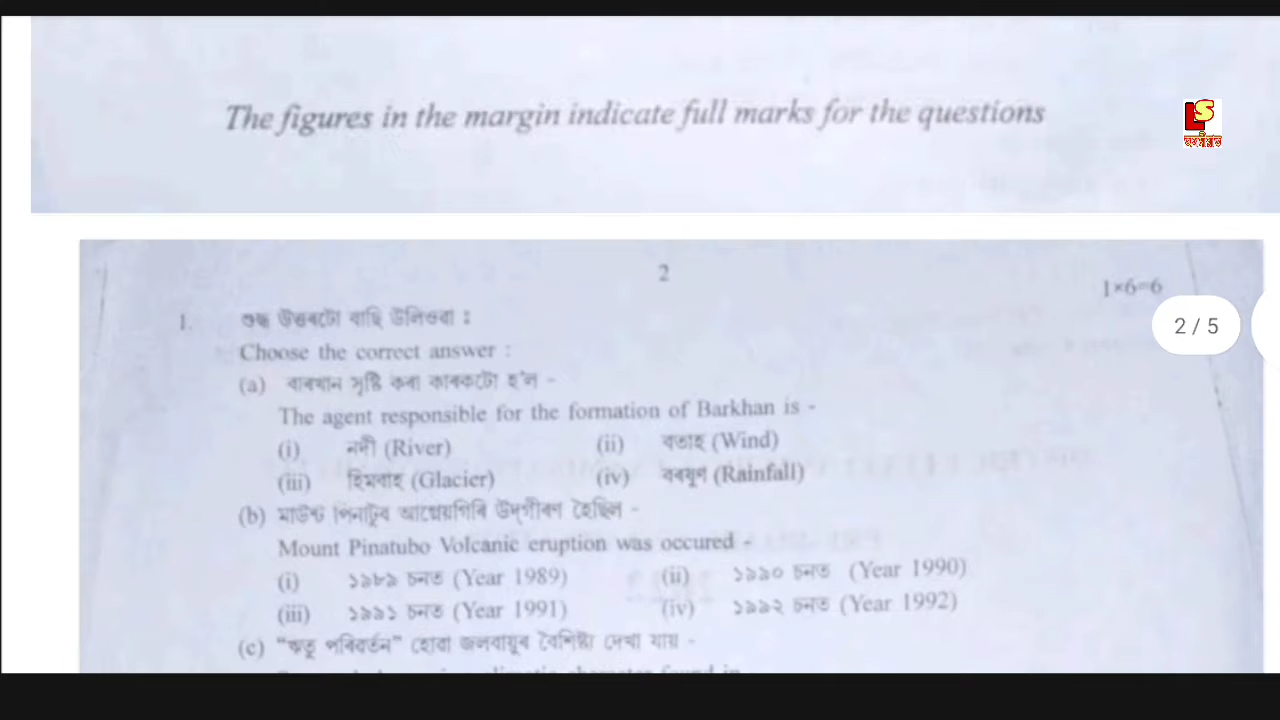 The figures in the margin indicate full marks for the questions
LS
অসমীয়াত
2
1×6=6
2 / 5
1. শুদ্ধ উত্তৰটো বাছি উলিওৱা :
Choose the correct answer :
(a) বাৰখান সৃষ্টি কৰা কাৰকটো হ'ল -
The agent responsible for the formation of Barkhan is -
(i) নদী (River) (ii) বতাহ (Wind)
(iii) হিমবাহ (Glacier) (iv) বৰষুণ (Rainfall)
(b) মাউন্ট পিনাটুবৰ আগ্নেয়গিৰি উদ্‌গীৰণ হৈছিল -
Mount Pinatubo Volcanic eruption was occured -
(i) ১৯৮৯ চনত (Year 1989) (ii) ১৯৯০ চনত (Year 1990)
(iii) ১৯৯১ চনত (Year 1991) (iv) ১৯৯২ চনত (Year 1992)
(c) "ঋতু পৰিবৰ্তন" হোৱা জলবায়ুৰ বৈশিষ্ট্য দেখা যায় -